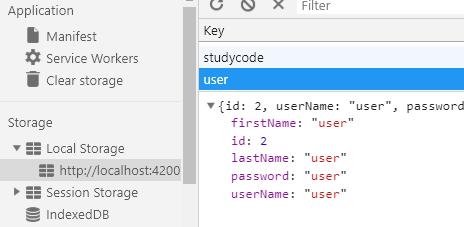 Application
Manifest
Service Workers
Clear storage
Storage
Local Storage
http://localhost:4200
Session Storage
IndexedDB
Filter
Key
studycode
user
{id: 2, userName: "user", password
firstName: "user"
id: 2
lastName: "user"
password: "user"
userName: "user"